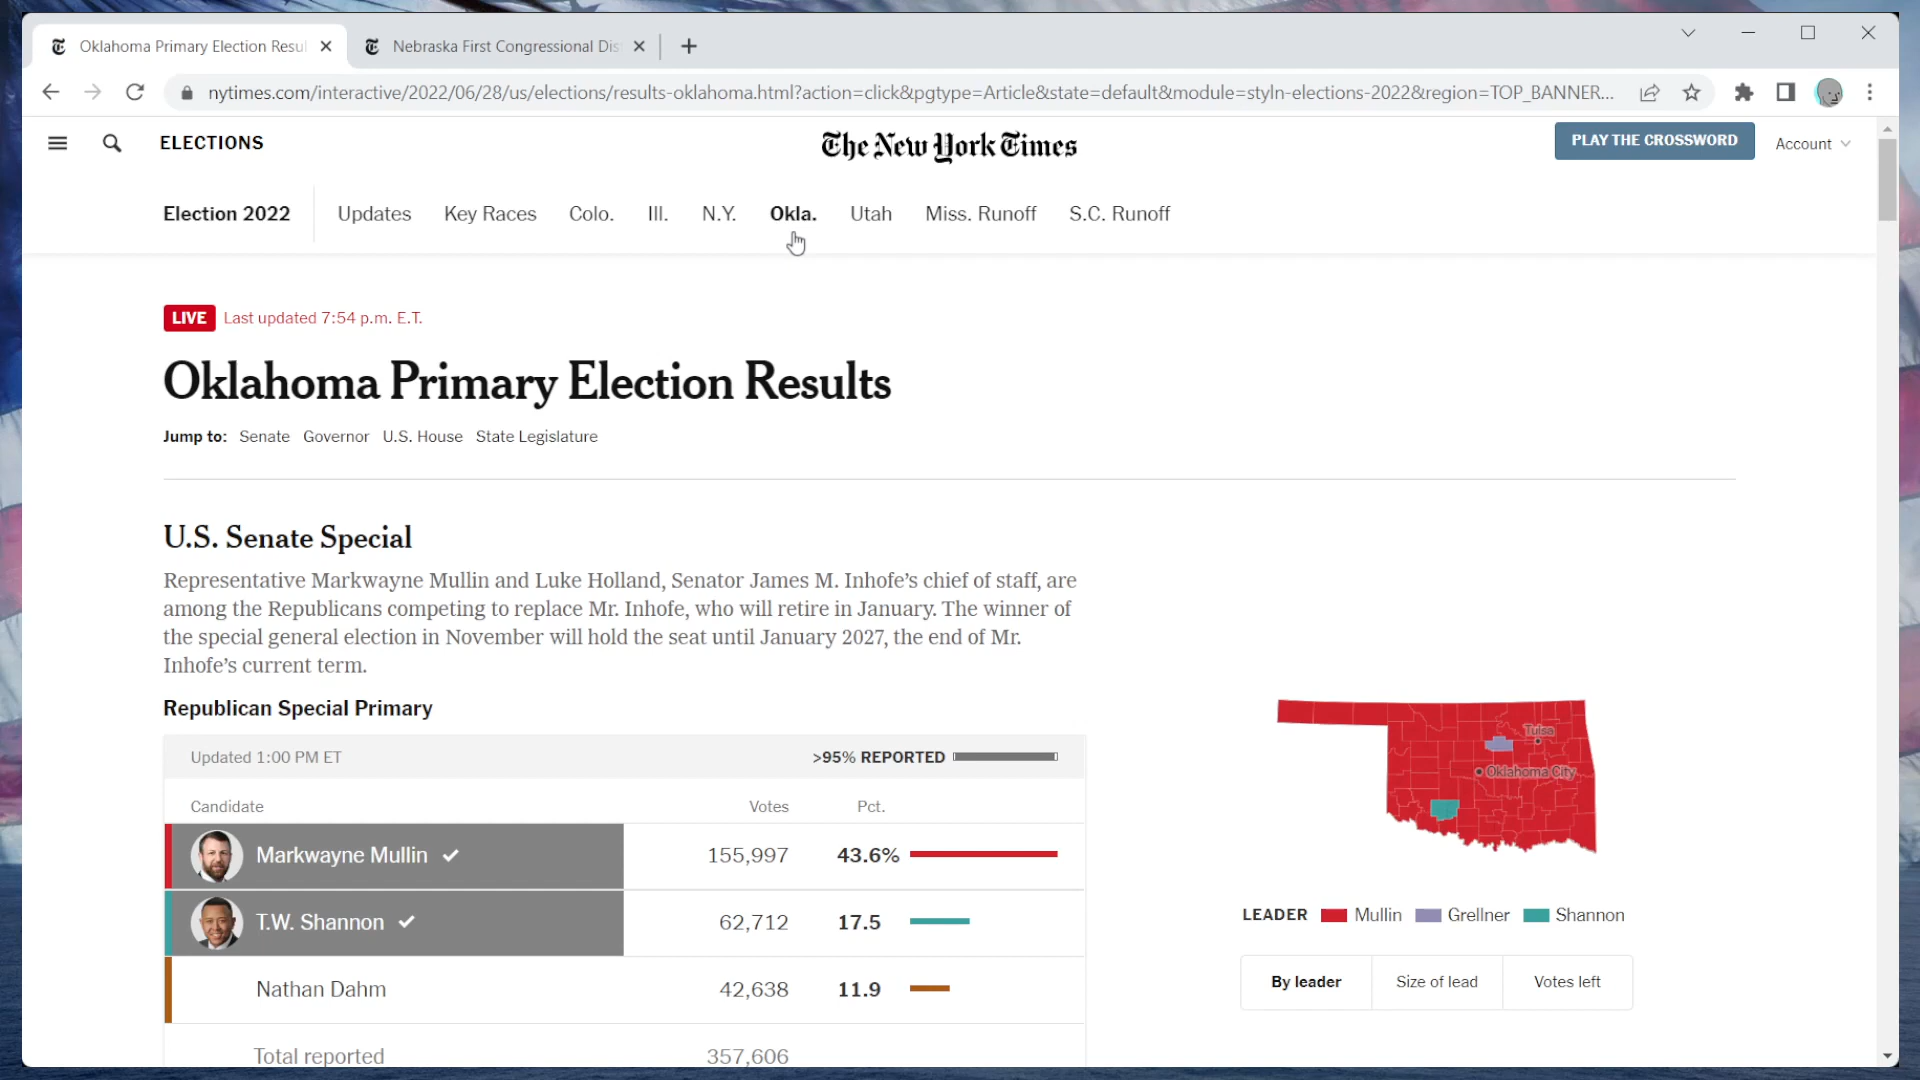 Oklahoma Primary Election Resul
Nebraska First Congressional Dis
nytimes.com/interactive/2022/06/28/us/elections/results-oklahoma.html?action=click&pgtype=Article&state=default&module=styln-elections-2022&region=TOP_BANNER...
ELECTIONS
The New York Times
PLAY THE CROSSWORD
Account
Election 2022
Updates
Key Races
Colo.
Ill.
N.Y.
Okla.
Utah
Miss. Runoff
S.C. Runoff
LIVE Last updated 7:54 p.m. E.T.
Oklahoma Primary Election Results
Jump to: Senate Governor U.S. House State Legislature
U.S. Senate Special
Representative Markwayne Mullin and Luke Holland, Senator James M. Inhofe’s chief of staff, are
among the Republicans competing to replace Mr. Inhofe, who will retire in January. The winner of
the special general election in November will hold the seat until January 2027, the end of Mr.
Inhofe’s current term.
Republican Special Primary
Updated 1:00 PM ET >95% REPORTED
Candidate Votes Pct.
Markwayne Mullin 155,997 43.6%
T.W. Shannon 62,712 17.5
Nathan Dahm 42,638 11.9
Total reported 357,606
Tulsa
Oklahoma City
LEADER Mullin Grellner Shannon
By leader Size of lead Votes left